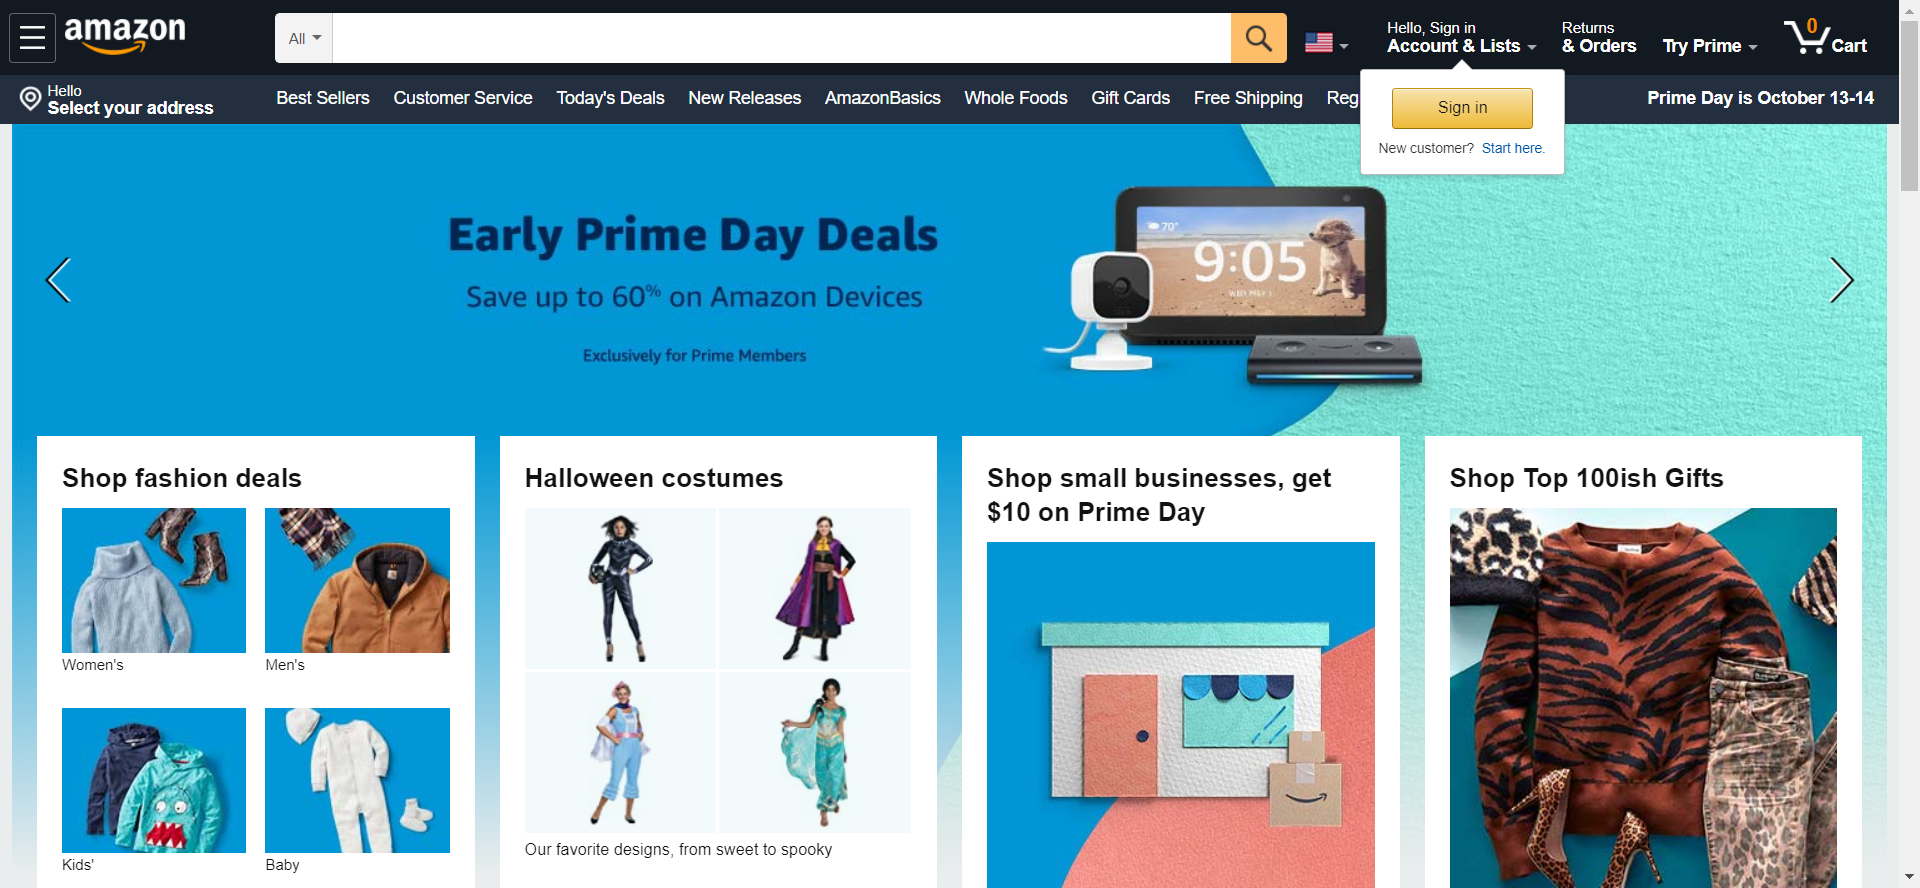 amazon
All
Hello, Sign in
Account & Lists
Returns
& Orders
Try Prime
0
Cart
Hello
Select your address
Best Sellers
Customer Service
Today's Deals
New Releases
AmazonBasics
Whole Foods
Gift Cards
Free Shipping
Reg
Prime Day is October 13-14
Sign in
New customer? Start here.
Early Prime Day Deals
Save up to 60% on Amazon Devices
Exclusively for Prime Members
70°
9:05
Shop fashion deals
Women's
Men's
Kids'
Baby
Halloween costumes
Our favorite designs, from sweet to spooky
Shop small businesses, get
$10 on Prime Day
Shop Top 100ish Gifts